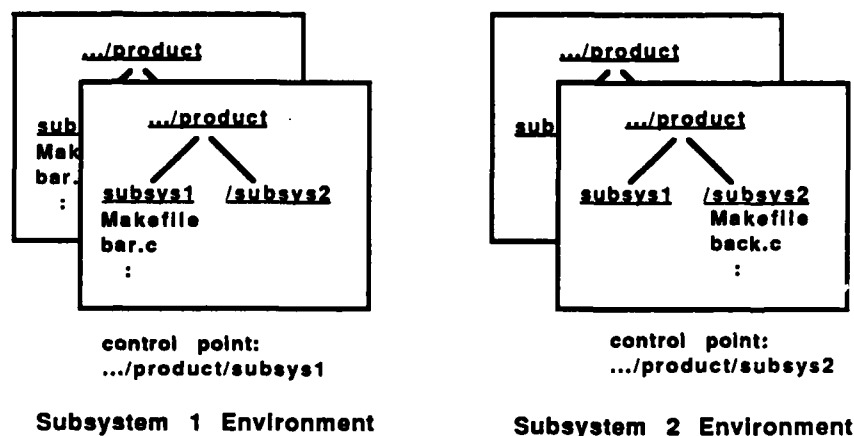 .../product
.../product
sub
Mak
bar.
:
subsys1 /subsys2
Makefile
bar.c
:
control point:
.../product/subsys1
Subsystem 1 Environment
.../product
.../product
sub
subsys1 /subsys2
Makefile
back.c
:
control point:
.../product/subsys2
Subsystem 2 Environment